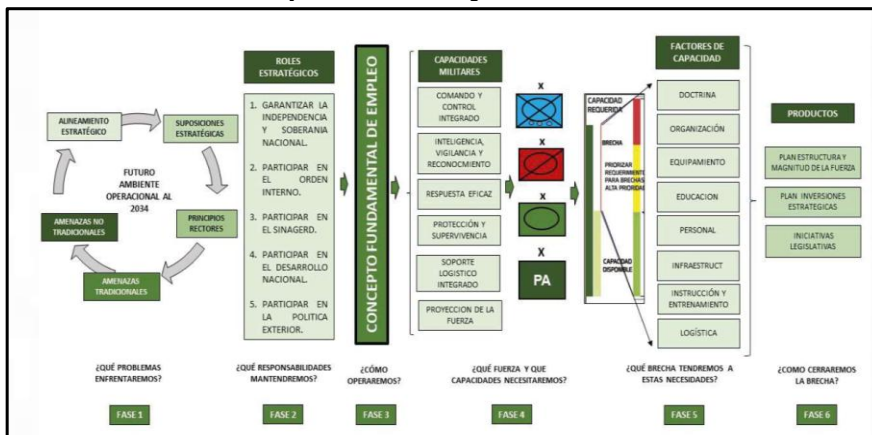 ALINEAMIENTO
ESTRATÉGICO
SUPOSICIONES
ESTRATÉGICAS
FUTURO
AMBIENTE
OPERACIONAL AL
2034
AMENAZAS NO
TRADICIONALES
PRINCIPIOS
RECTORES
AMENAZAS
TRADICIONALES
¿QUÉ PROBLEMAS
ENFRENTAREMOS?
FASE 1
ROLES
ESTRATÉGICOS
1. GARANTIZAR LA
INDEPENDENCIA
Y SOBERANÍA
NACIONAL.
2. PARTICIPAR EN
EL ORDEN
INTERNO.
3. PARTICIPAR EN
EL SINAGERD.
4. PARTICIPAR EN
EL DESARROLLO
NACIONAL.
5. PARTICIPAR EN
LA POLITICA
EXTERIOR.
¿QUÉ RESPONSABILIDADES
MANTENDREMOS?
FASE 2
CONCEPTO FUNDAMENTAL DE EMPLEO
¿CÓMO
OPERAREMOS?
FASE 3
CAPACIDADES
MILITARES
COMANDO Y
CONTROL
INTEGRADO
INTELIGENCIA,
VIGILANCIA Y
RECONOCMIENTO
RESPUESTA EFICAZ
PROTECCIÓN Y
SUPERVIVENCIA
SOPORTE
LOGISTICO
INTEGRADO
PROYECCION DE LA
FUERZA
X
X
X
X
PA
¿QUÉ FUERZA Y QUE
CAPACIDADES NECESITAREMOS?
FASE 4
CAPACIDAD
REQUERIDA
BRECHA
PRIORIZAR
REQUERIMIENTO
PARA BRECHAS
ALTA PRIORIDAD
CAPACIDAD
DISPONIBLE
FACTORES DE
CAPACIDAD
DOCTRINA
ORGANIZACIÓN
EQUIPAMIENTO
EDUCACION
PERSONAL
INFRAESTRUCT
INSTRUCCIÓN Y
ENTRENAMIENTO
LOGÍSTICA
¿QUÉ BRECHA TENDREMOS A
ESTAS NECESIDADES?
FASE 5
PRODUCTOS
PLAN ESTRUCTURA Y
MAGNITUD DE LA FUERZA
PLAN INVERSIONES
ESTRATEGICAS
INICIATIVAS
LEGISLATIVAS
¿COMO CERRAREMOS
LA BRECHA?
FASE 6